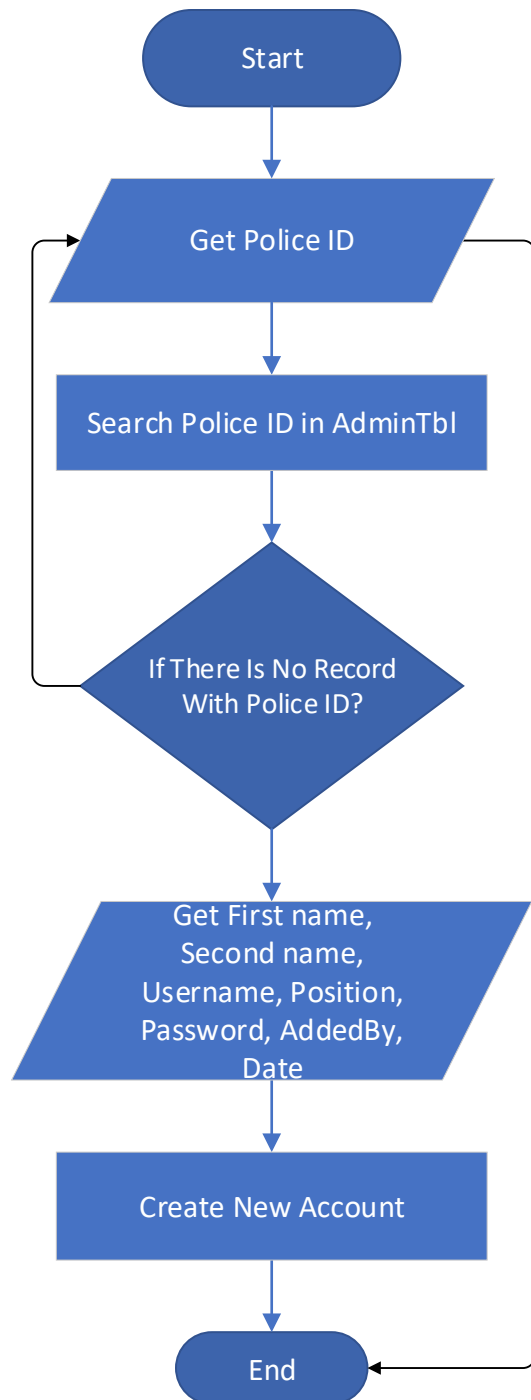 Start
Get Police ID
Search Police ID in AdminTbl
If There Is No Record
With Police ID?
Get First name,
Second name,
Username, Position,
Password, AddedBy,
Date
Create New Account
End